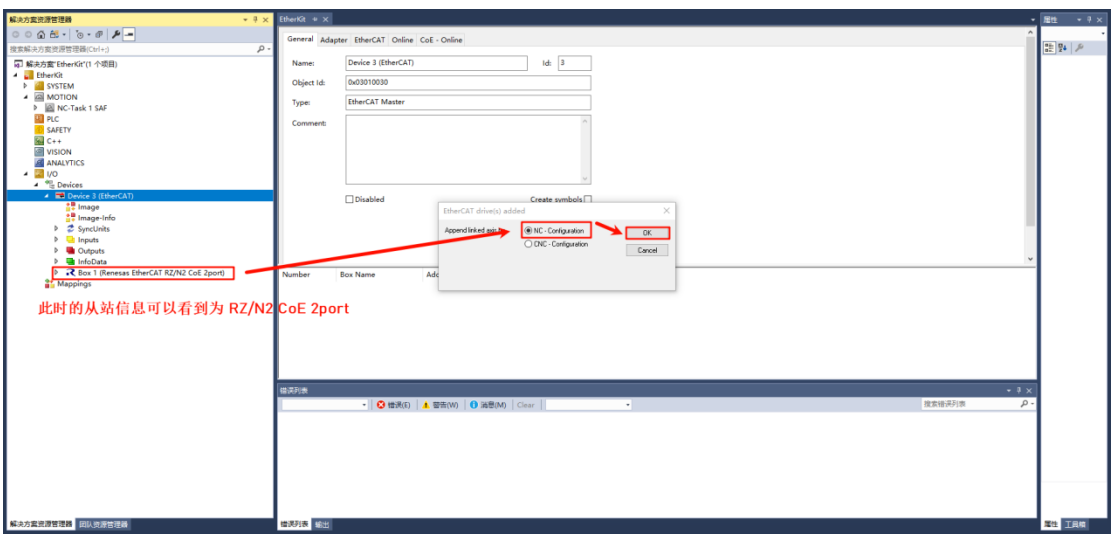 解决方案资源管理器
搜索解决方案资源管理器(Ctrl+;)
解决方案"EtherKit"(1 个项目)
EtherKit
SYSTEM
MOTION
NC-Task 1 SAF
PLC
SAFETY
C++
VISION
ANALYTICS
I/O
Devices
Device 3 (EtherCAT)
Image
Image-Info
SyncUnits
Inputs
Outputs
InfoData
Box 1 (Renesas EtherCAT RZ/N2 CoE 2port)
Mappings
此时的从站信息可以看到为 RZ/N2 CoE 2port
解决方案资源管理器 团队资源管理器
EtherKit
General Adapter EtherCAT Online CoE - Online
Name: Device 3 (EtherCAT) Id: 3
Object Id: 0x03010030
Type: EtherCAT Master
Comment:
Disabled Create symbols
EtherCAT drive(s) added
Append linked axis
NC - Configuration OK
CNC - Configuration Cancel
Number Box Name
错误列表
错误(E) 警告(W) 消息(M) Clear 搜索错误列表
错误列表 输出
属性
属性 工具箱